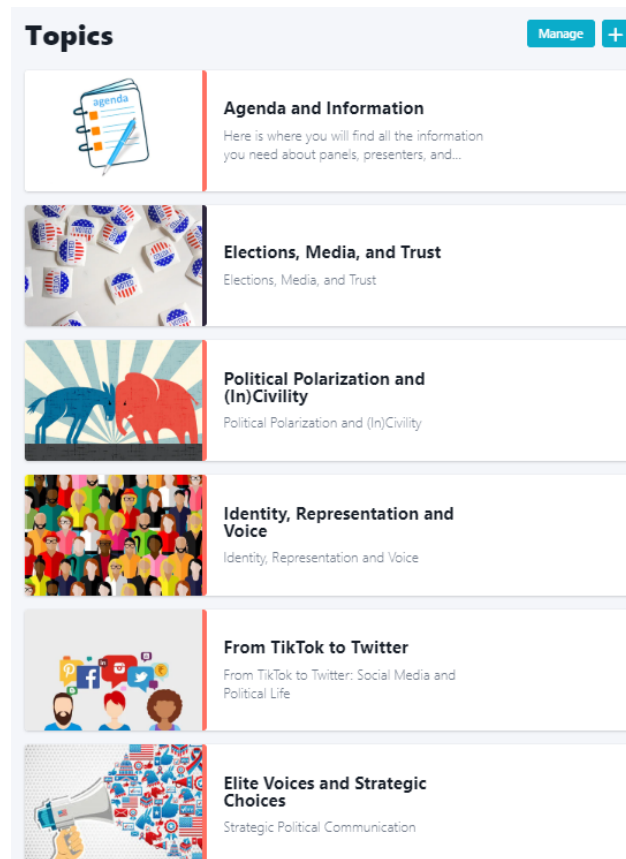 Topics
Manage
+
agenda
Agenda and Information
Here is where you will find all the information
you need about panels, presenters, and...
I VOTED
Elections, Media, and Trust
Elections, Media, and Trust
Political Polarization and
(In)Civility
Political Polarization and (In)Civility
Identity, Representation and
Voice
Identity, Representation and Voice
From TikTok to Twitter
From TikTok to Twitter: Social Media and
Political Life
Elite Voices and Strategic
Choices
Strategic Political Communication